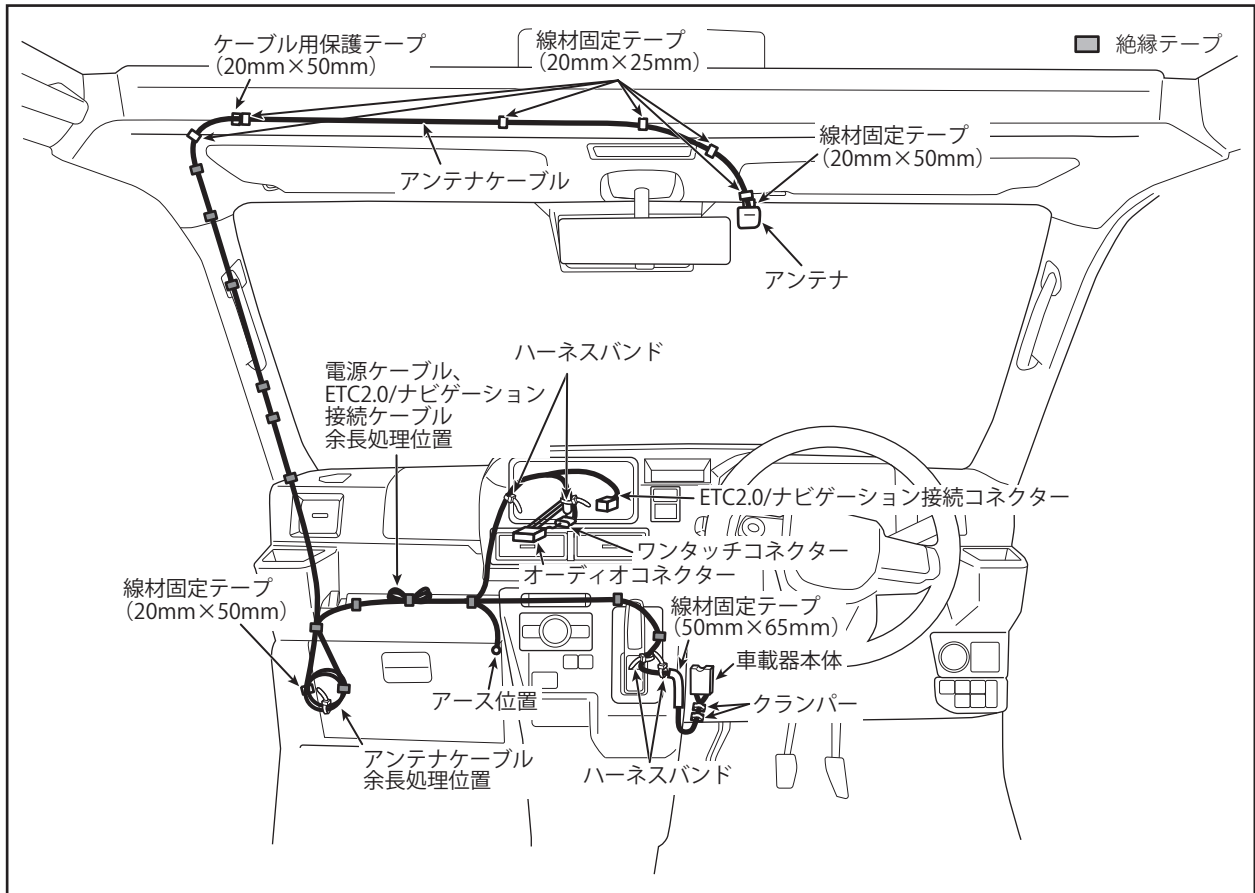 ケーブル用保護テープ
（20mm×50mm）
線材固定テープ
（20mm×25mm）
絶縁テープ
線材固定テープ
（20mm×50mm）
アンテナケーブル
アンテナ
ハーネスバンド
電源ケーブル、
ETC2.0/ナビゲーション
接続ケーブル
余長処理位置
ETC2.0/ナビゲーション接続コネクター
ワンタッチコネクター
オーディオコネクター
線材固定テープ
（20mm×50mm）
線材固定テープ
（50mm×65mm）
車載器本体
アース位置
クランパー
アンテナケーブル
余長処理位置
ハーネスバンド